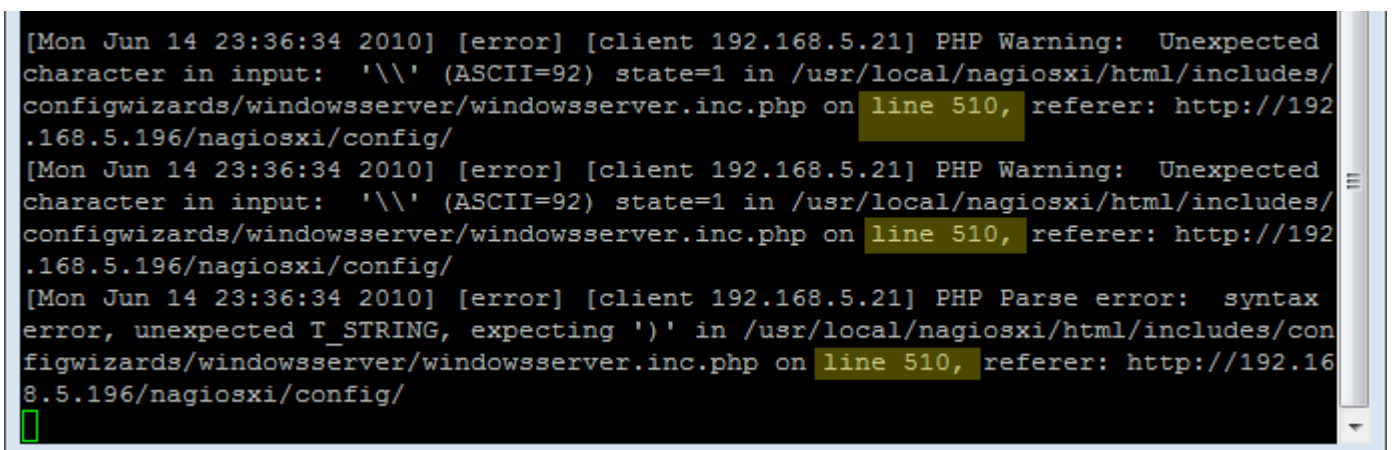 [Mon Jun 14 23:36:34 2010] [error] [client 192.168.5.21] PHP Warning:  Unexpected
character in input:  '\\' (ASCII=92) state=1 in /usr/local/nagiosxi/html/includes/
configwizards/windowsserver/windowsserver.inc.php on line 510, referer: http://192
.168.5.196/nagiosxi/config/
[Mon Jun 14 23:36:34 2010] [error] [client 192.168.5.21] PHP Warning:  Unexpected
character in input:  '\\' (ASCII=92) state=1 in /usr/local/nagiosxi/html/includes/
configwizards/windowsserver/windowsserver.inc.php on line 510, referer: http://192
.168.5.196/nagiosxi/config/
[Mon Jun 14 23:36:34 2010] [error] [client 192.168.5.21] PHP Parse error:  syntax
error, unexpected T_STRING, expecting ')' in /usr/local/nagiosxi/html/includes/con
figwizards/windowsserver/windowsserver.inc.php on line 510, referer: http://192.16
8.5.196/nagiosxi/config/